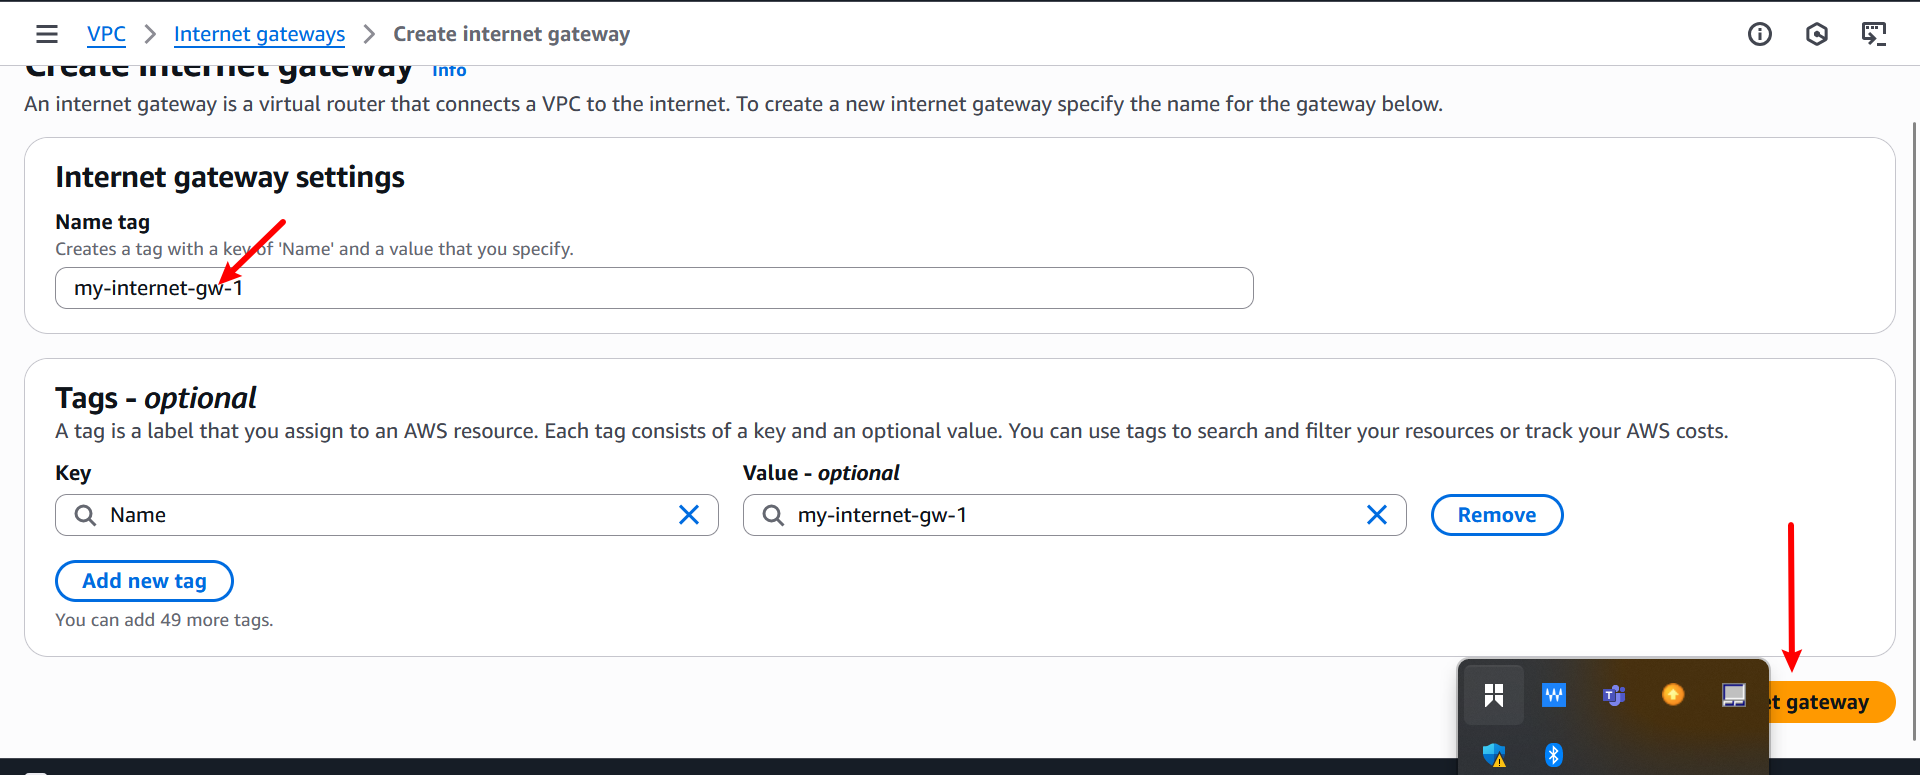 VPC > Internet gateways > Create internet gateway
Create internet gateway Info
An internet gateway is a virtual router that connects a VPC to the internet. To create a new internet gateway specify the name for the gateway below.
Internet gateway settings
Name tag
Creates a tag with a key of 'Name' and a value that you specify.
my-internet-gw-1
Tags - optional
A tag is a label that you assign to an AWS resource. Each tag consists of a key and an optional value. You can use tags to search and filter your resources or track your AWS costs.
Key
Value - optional
Name
my-internet-gw-1
Remove
Add new tag
You can add 49 more tags.
et gateway